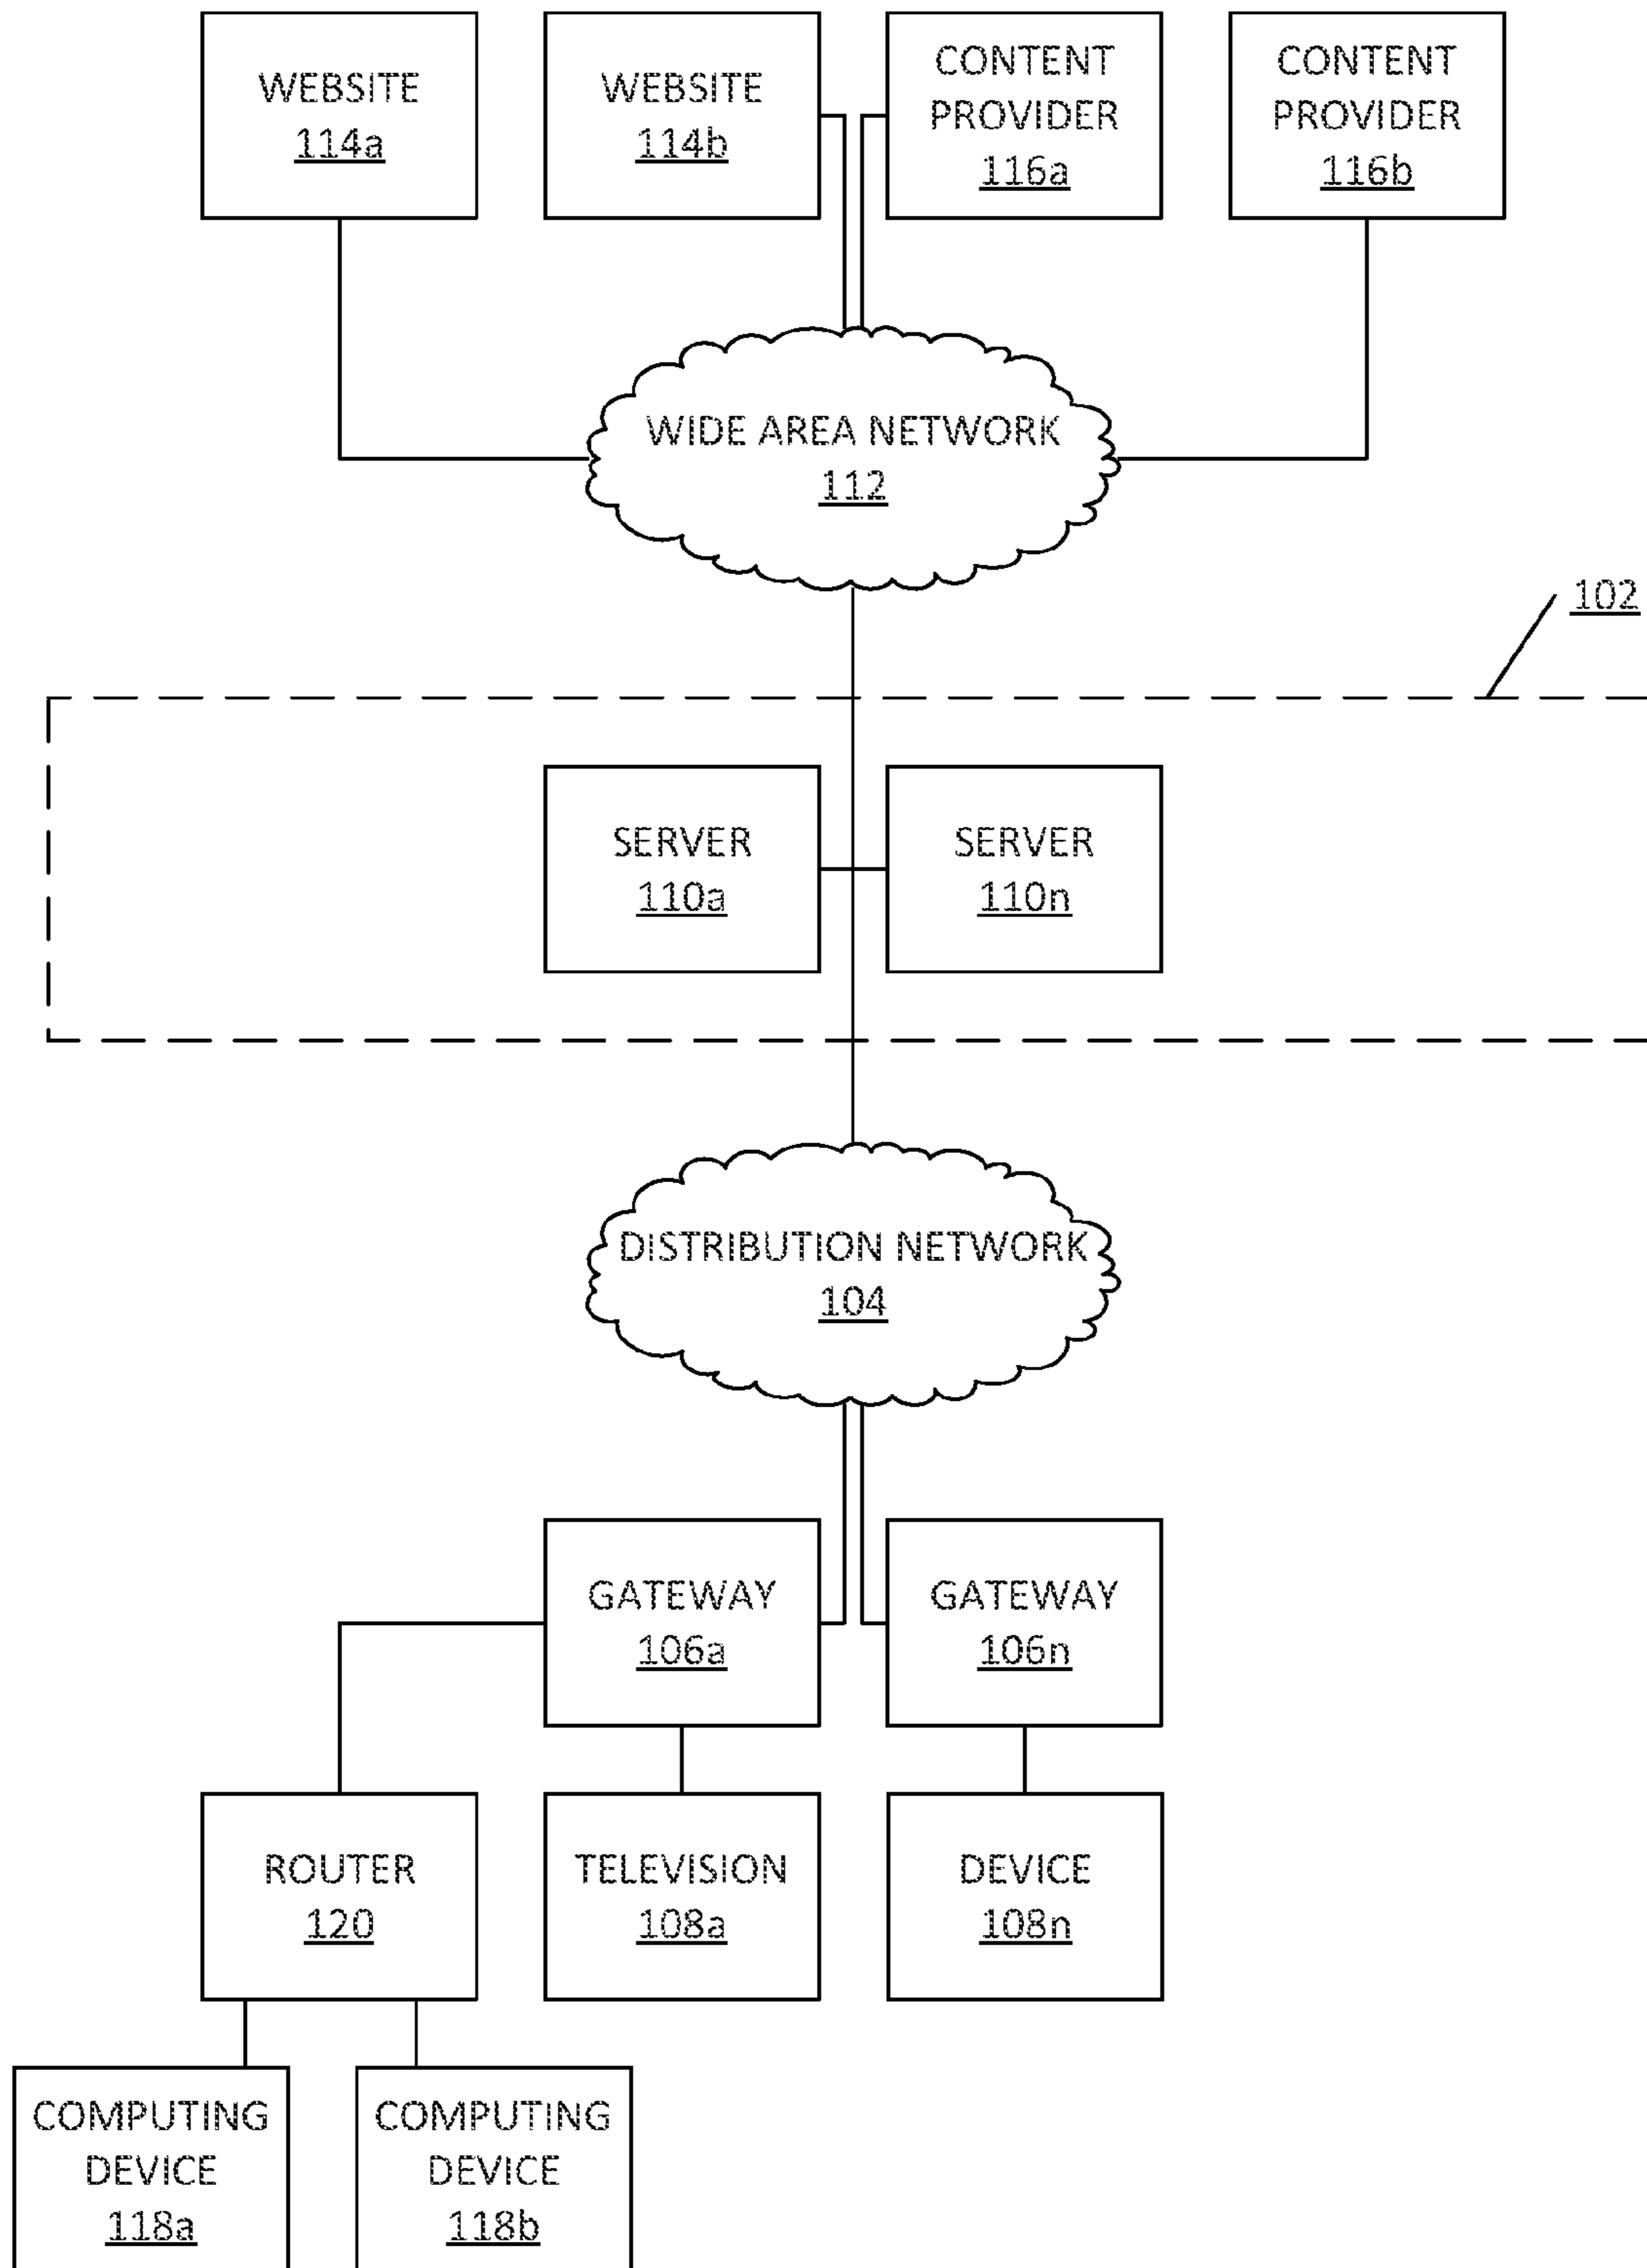 WEBSITE
114a
WEBSITE
114b
CONTENT
PROVIDER
116a
CONTENT
PROVIDER
116b
WIDE AREA NETWORK
112
102
SERVER
110a
SERVER
110n
DISTRIBUTION NETWORK
104
GATEWAY
106a
GATEWAY
106n
ROUTER
120
TELEVISION
108a
DEVICE
108n
COMPUTING
DEVICE
118a
COMPUTING
DEVICE
118b